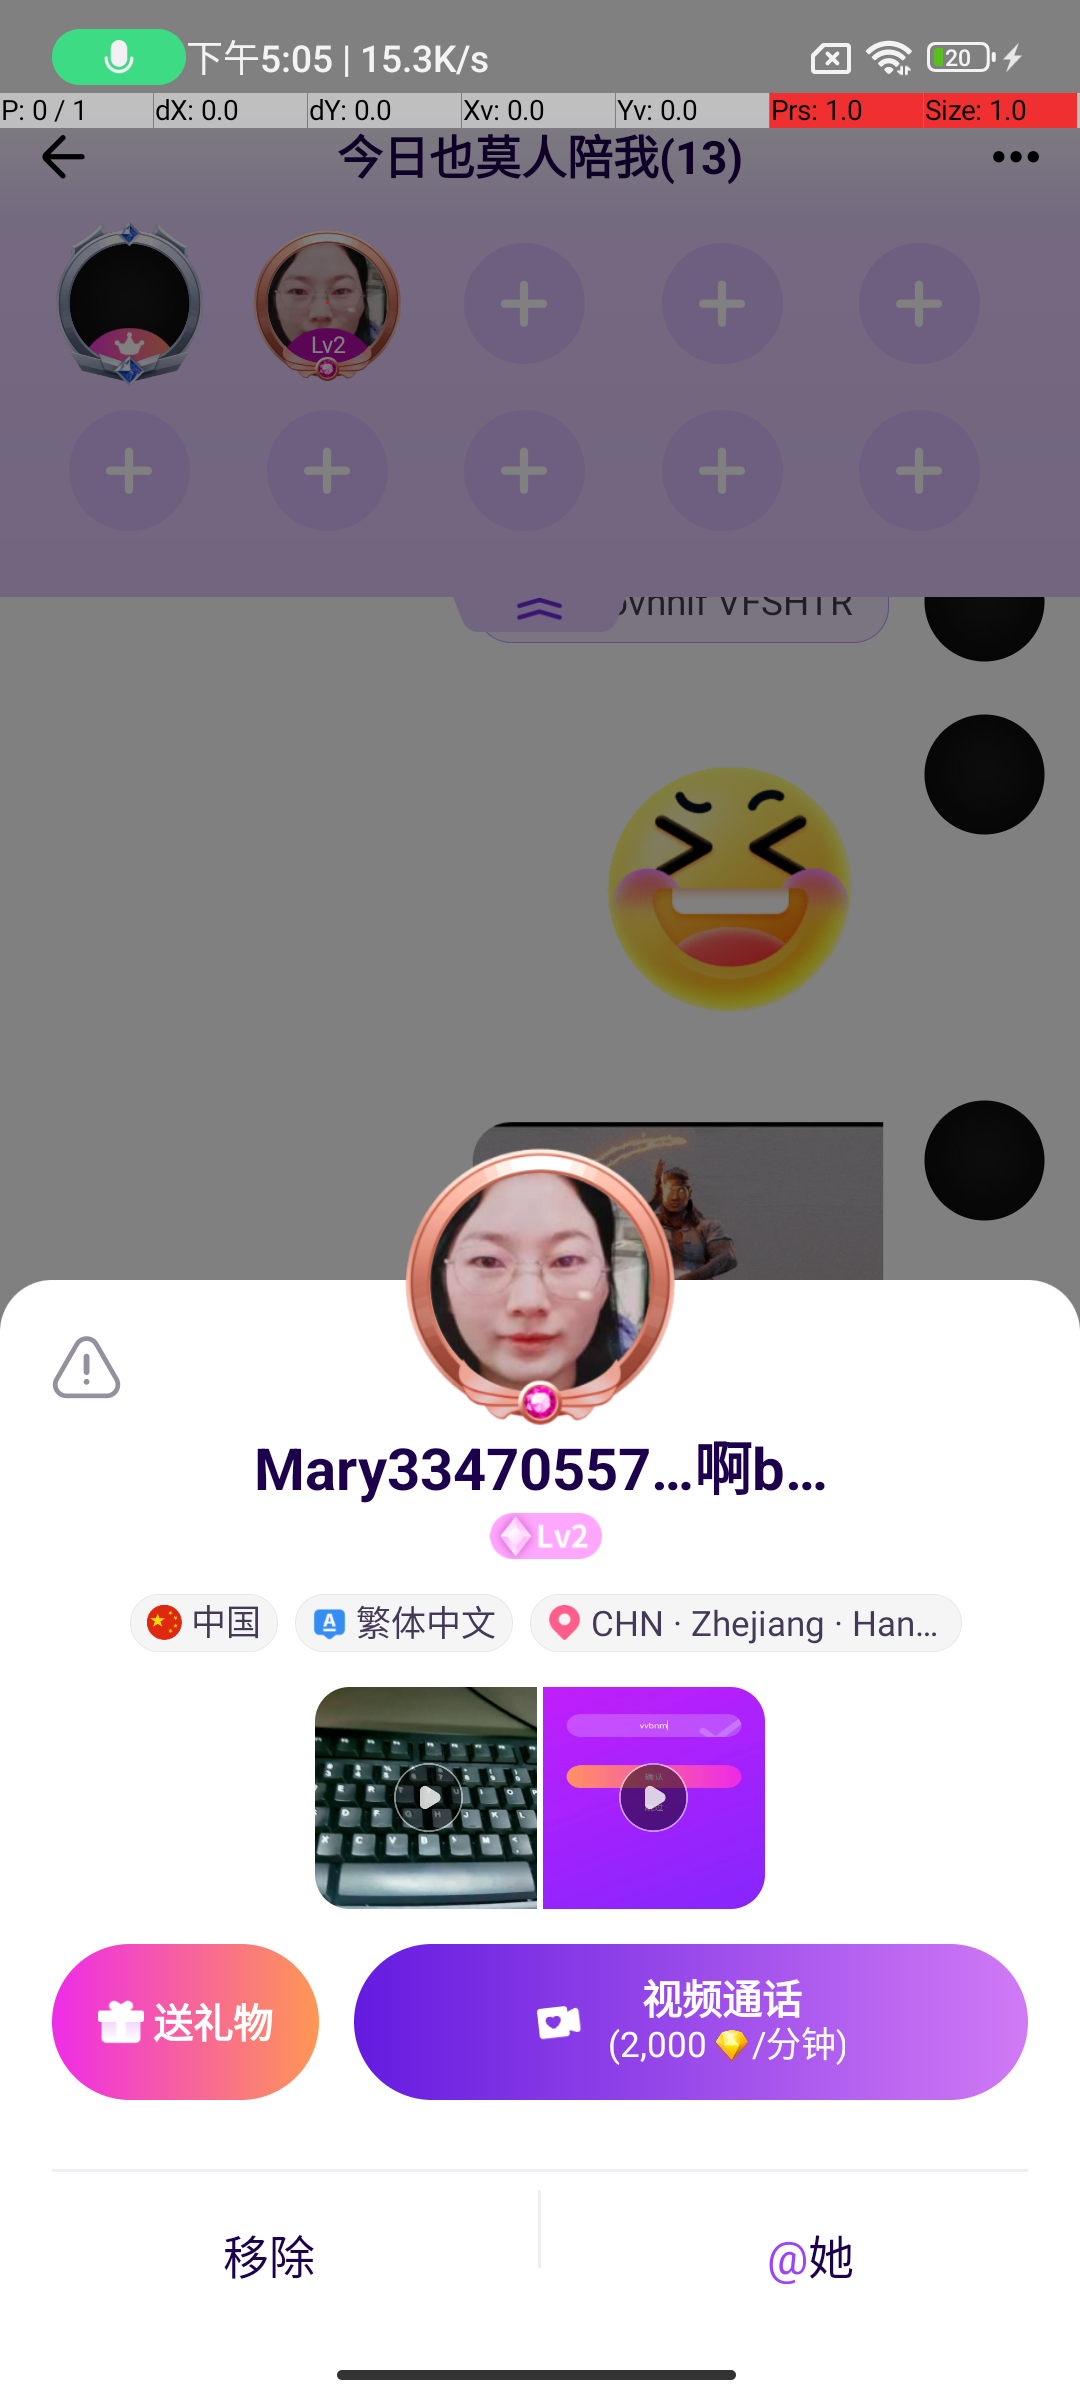 下午5:05 | 15.3K/s
20
P: 0 / 1
dX: 0.0
dY: 0.0
Xv: 0.0
Yv: 0.0
Prs: 1.0
Size: 1.0
今日也莫人陪我(13)
Lv2
VFSHTR
Mary33470557...啊b...
Lv2
中国
繁体中文
CHN · Zhejiang · Han...
vvbnm
确认
送礼物
视频通话
(2,000 /分钟)
移除
@她